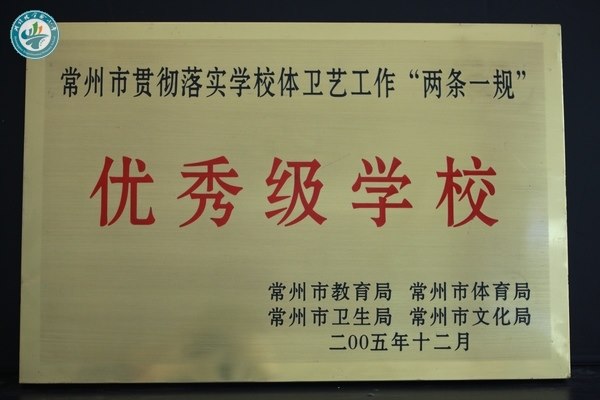 常州市贯彻落实学校体卫艺工作“两条一规”
优秀级学校
常州市教育局 常州市体育局
常州市卫生局 常州市文化局
二00五年十二月